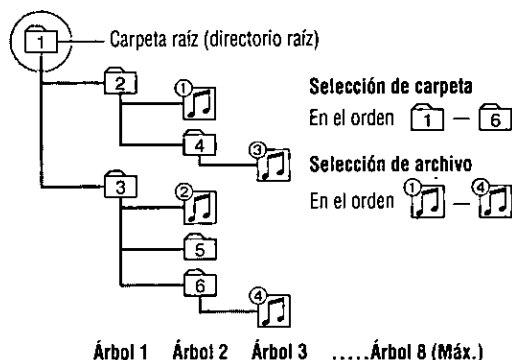 1 Carpeta raíz (directorio raíz)
2 1
Selección de carpeta
En el orden 1 — 6
4 3
Selección de archivo
3 2
En el orden 1 — 4
5
6 4
Árbol 1 Árbol 2 Árbol 3 .....Árbol 8 (Máx.)